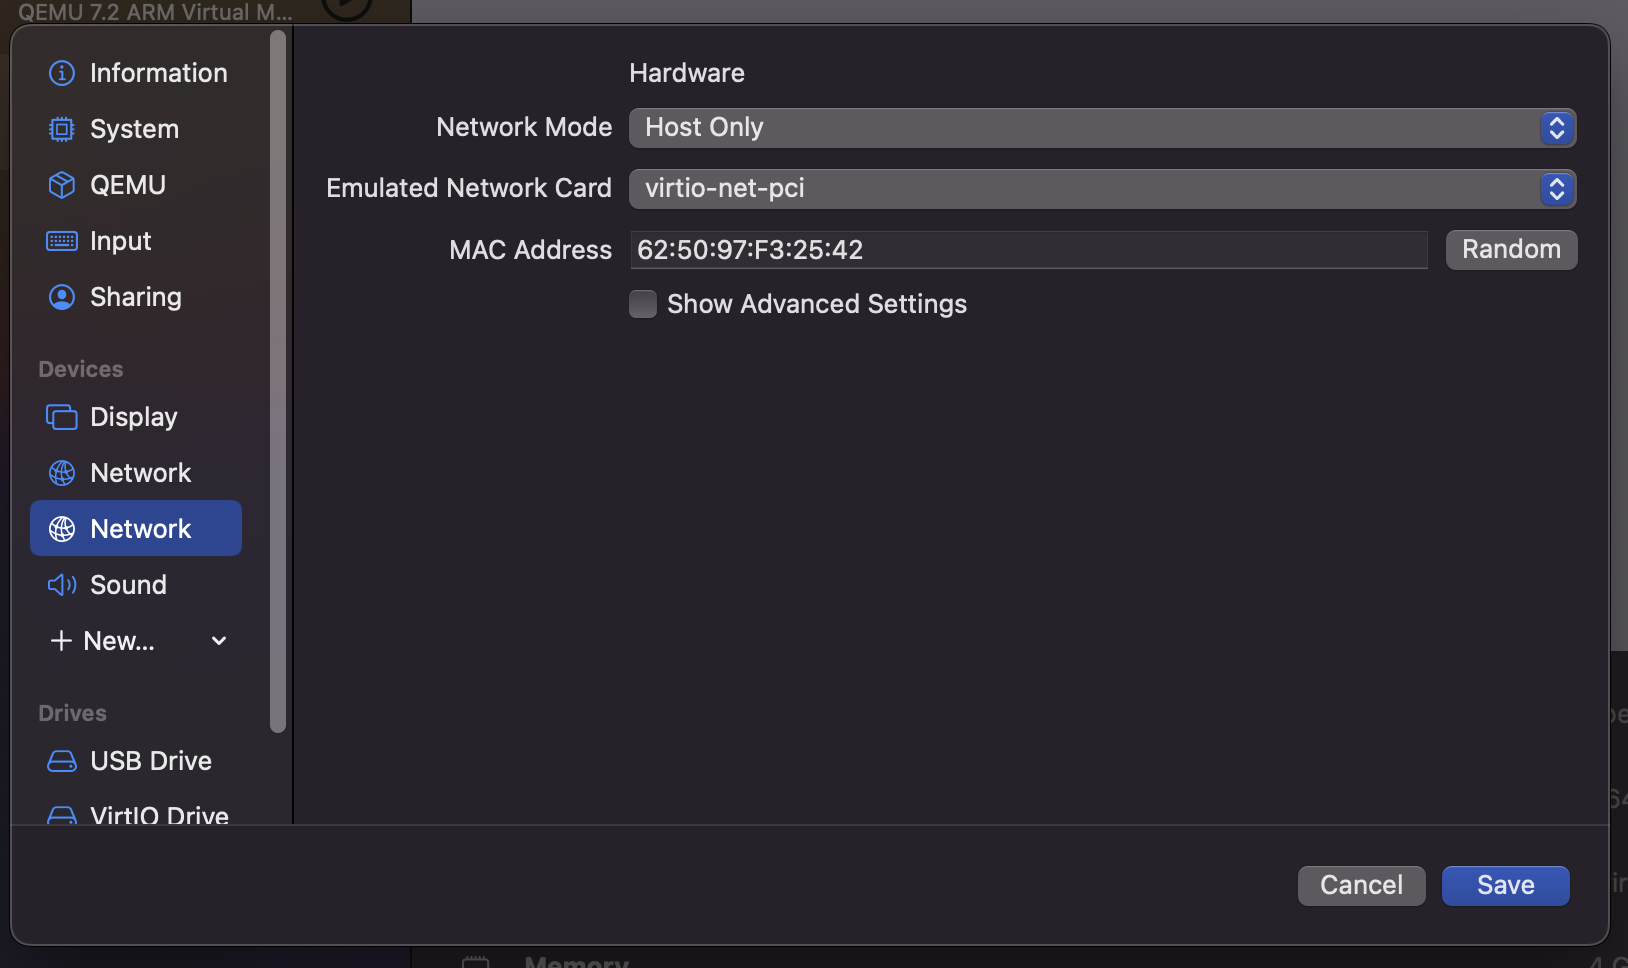 QEMU 7.2 ARM Virtual M...
Information
System
QEMU
Input
Sharing
Devices
Display
Network
Network
Sound
New...
Drives
USB Drive
VirtIO Drive
Hardware
Network Mode
Host Only
Emulated Network Card
virtio-net-pci
MAC Address
62:50:97:F3:25:42
Random
Show Advanced Settings
Cancel
Save
Memory